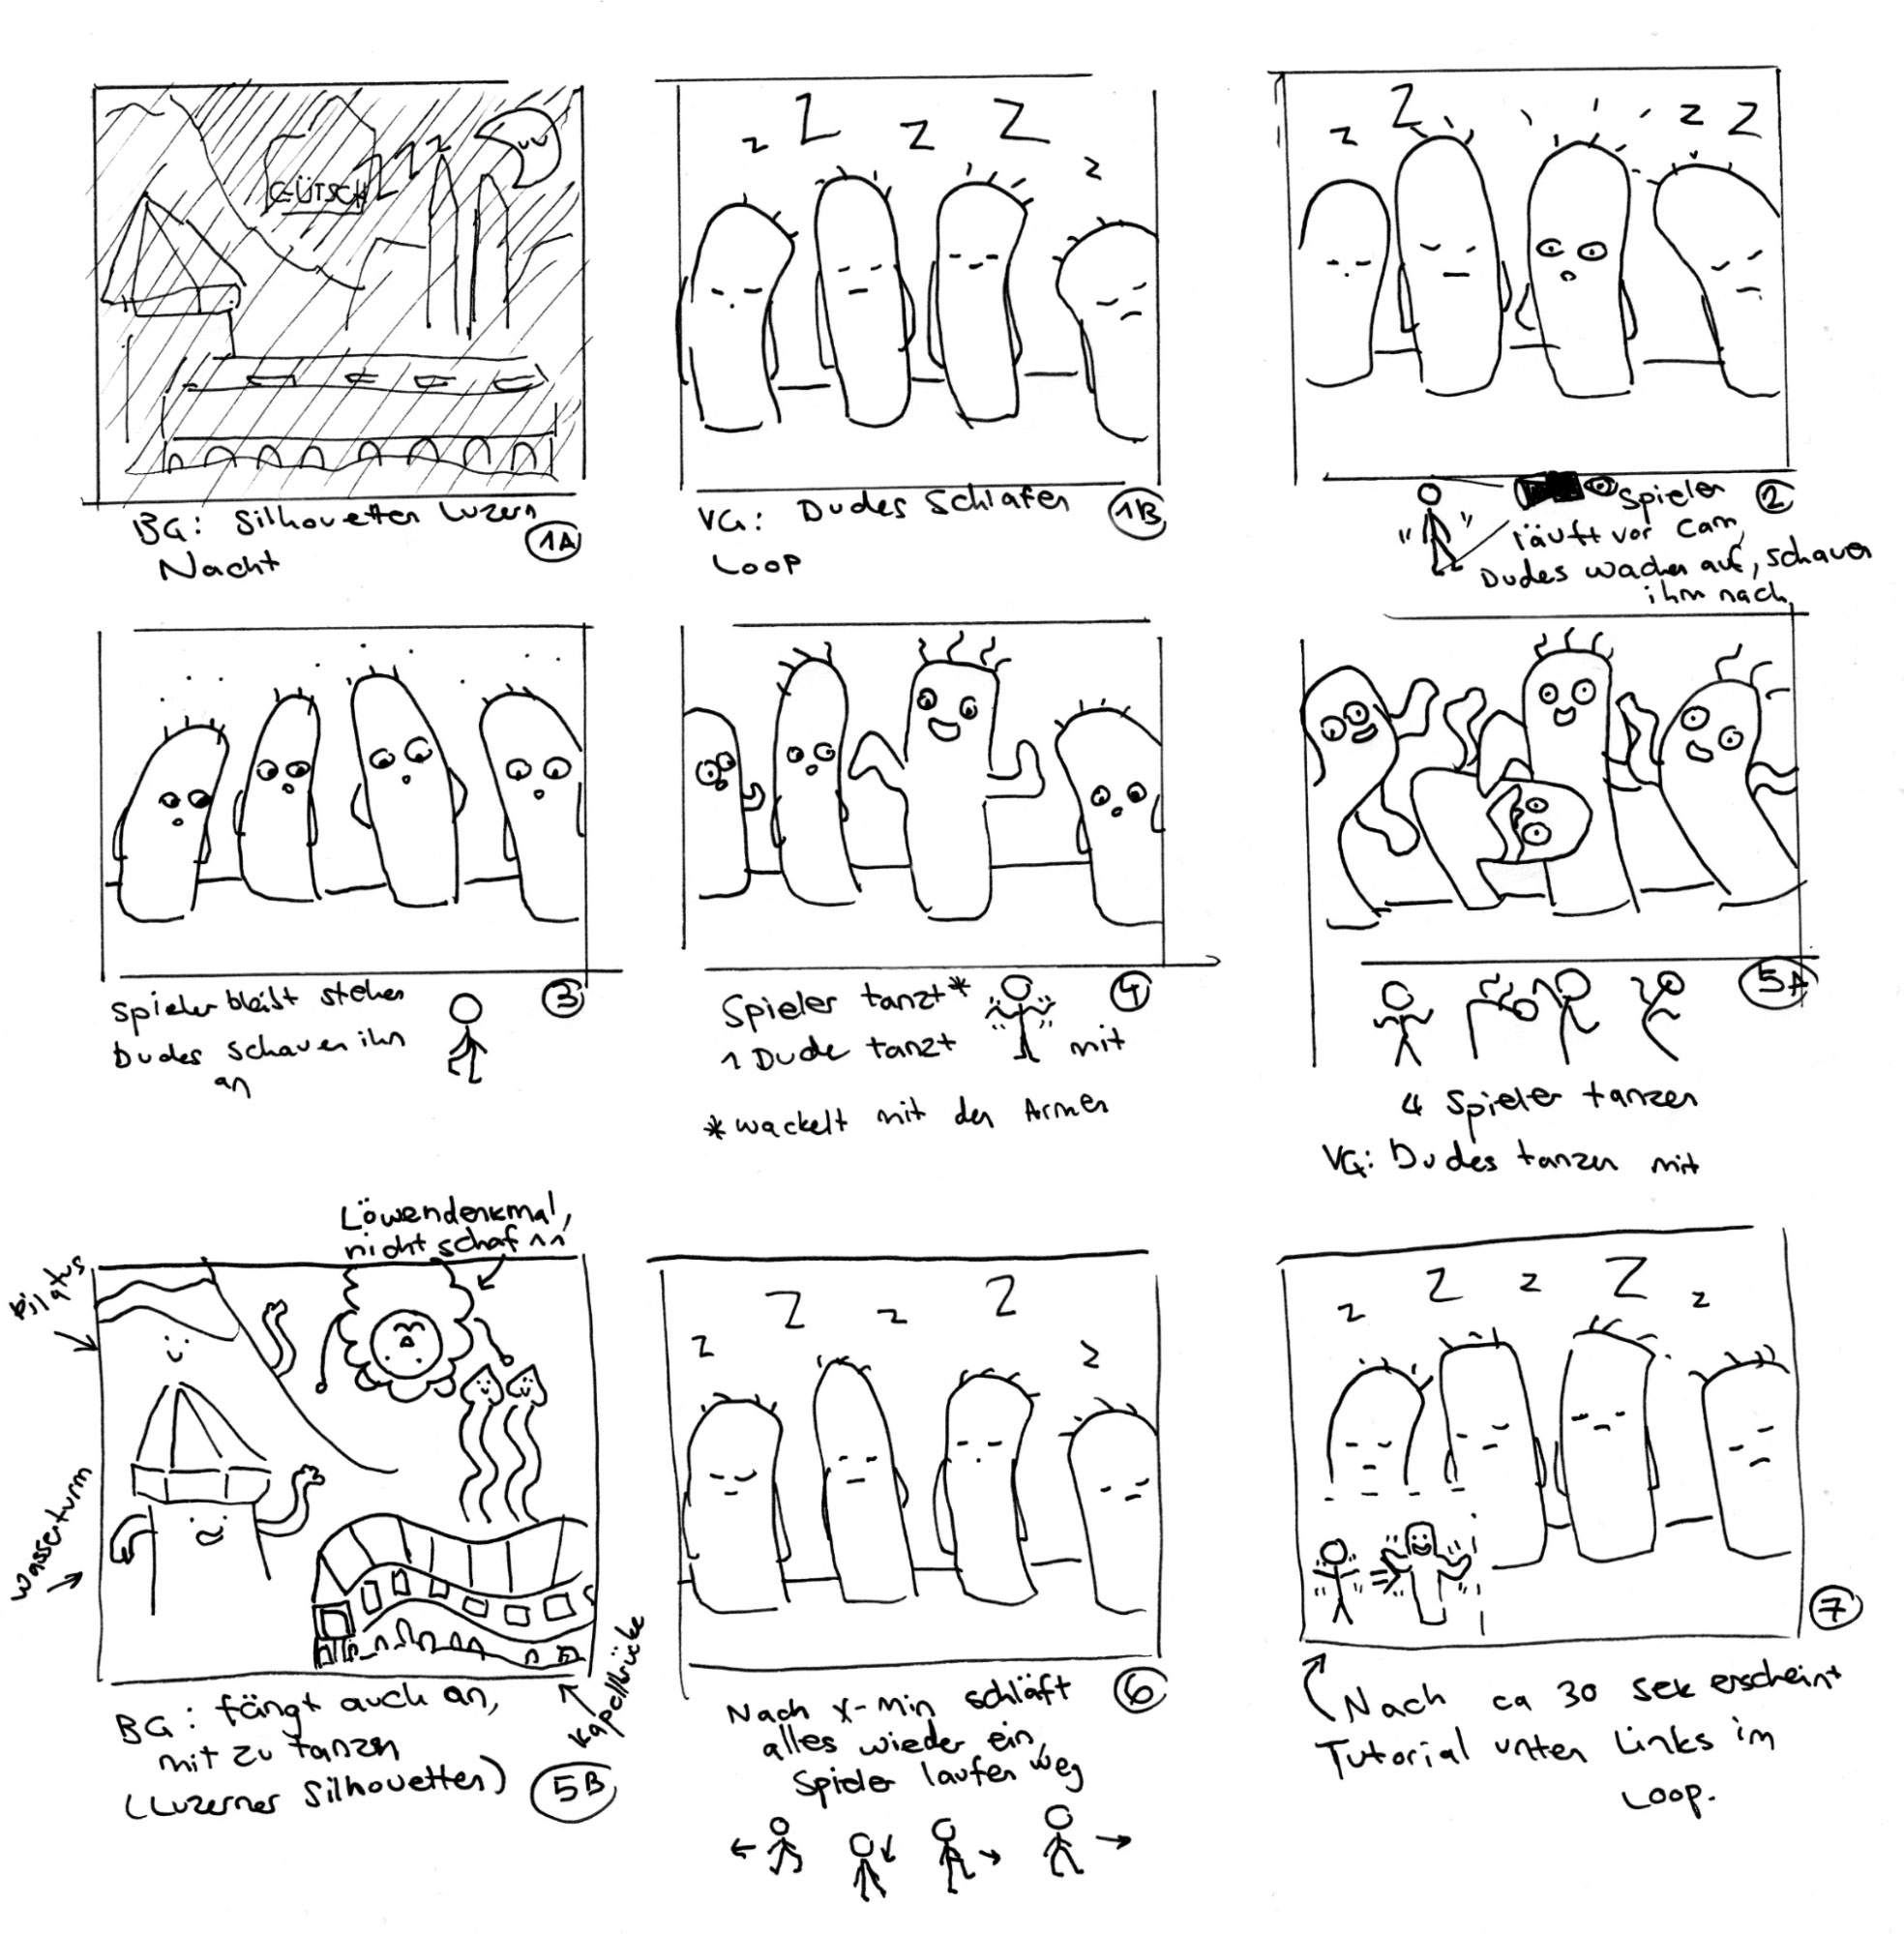 Z Z Z
GÜTSCH
BG: Silhouetten Luzern
Nacht
1A
z Z z Z z
VG: Dudes Schlafen
Loop
1B
z Z z Z
Spieler
läuft vor Cam,
Dudes wachen auf, schauen
ihm nach
2
Spieler bleibt stehen
Dudes schauen ihn
an
3
Spieler tanzt*
1 Dude tanzt mit
*wackelt mit den Armen
4
5A
4 Spieler tanzen
VG: Dudes tanzen mit
Löwendenkmal,
nicht schaf ^^
Pilatus
Wasserturm
Kapellbrücke
BG: fängt auch an,
mit zu tanzen
(Luzerner Silhouetten)
5B
z Z z Z z
Nach x-min schläft
alles wieder ein,
Spieler laufen weg
6
z Z z Z z
7
Nach ca 30 sek erscheint
Tutorial unten Links im
Loop.